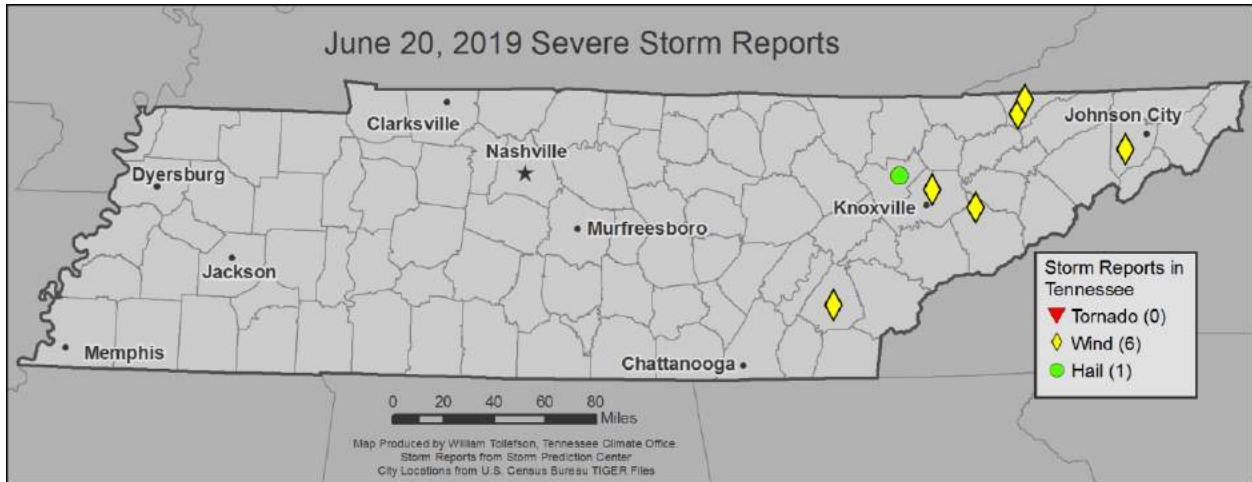 June 20, 2019 Severe Storm Reports
Clarksville
Johnson City
Nashville
Dyersburg
Knoxville
Murfreesboro
Jackson
Storm Reports in
Tennessee
Tornado (0)
Wind (6)
Hail (1)
Memphis
Chattanooga
0 20 40 60 80
Miles
Map Produced by William Tollefson, Tennessee Climate Office.
Storm Reports from Storm Prediction Center
City Locations from U.S. Census Bureau TIGER Files